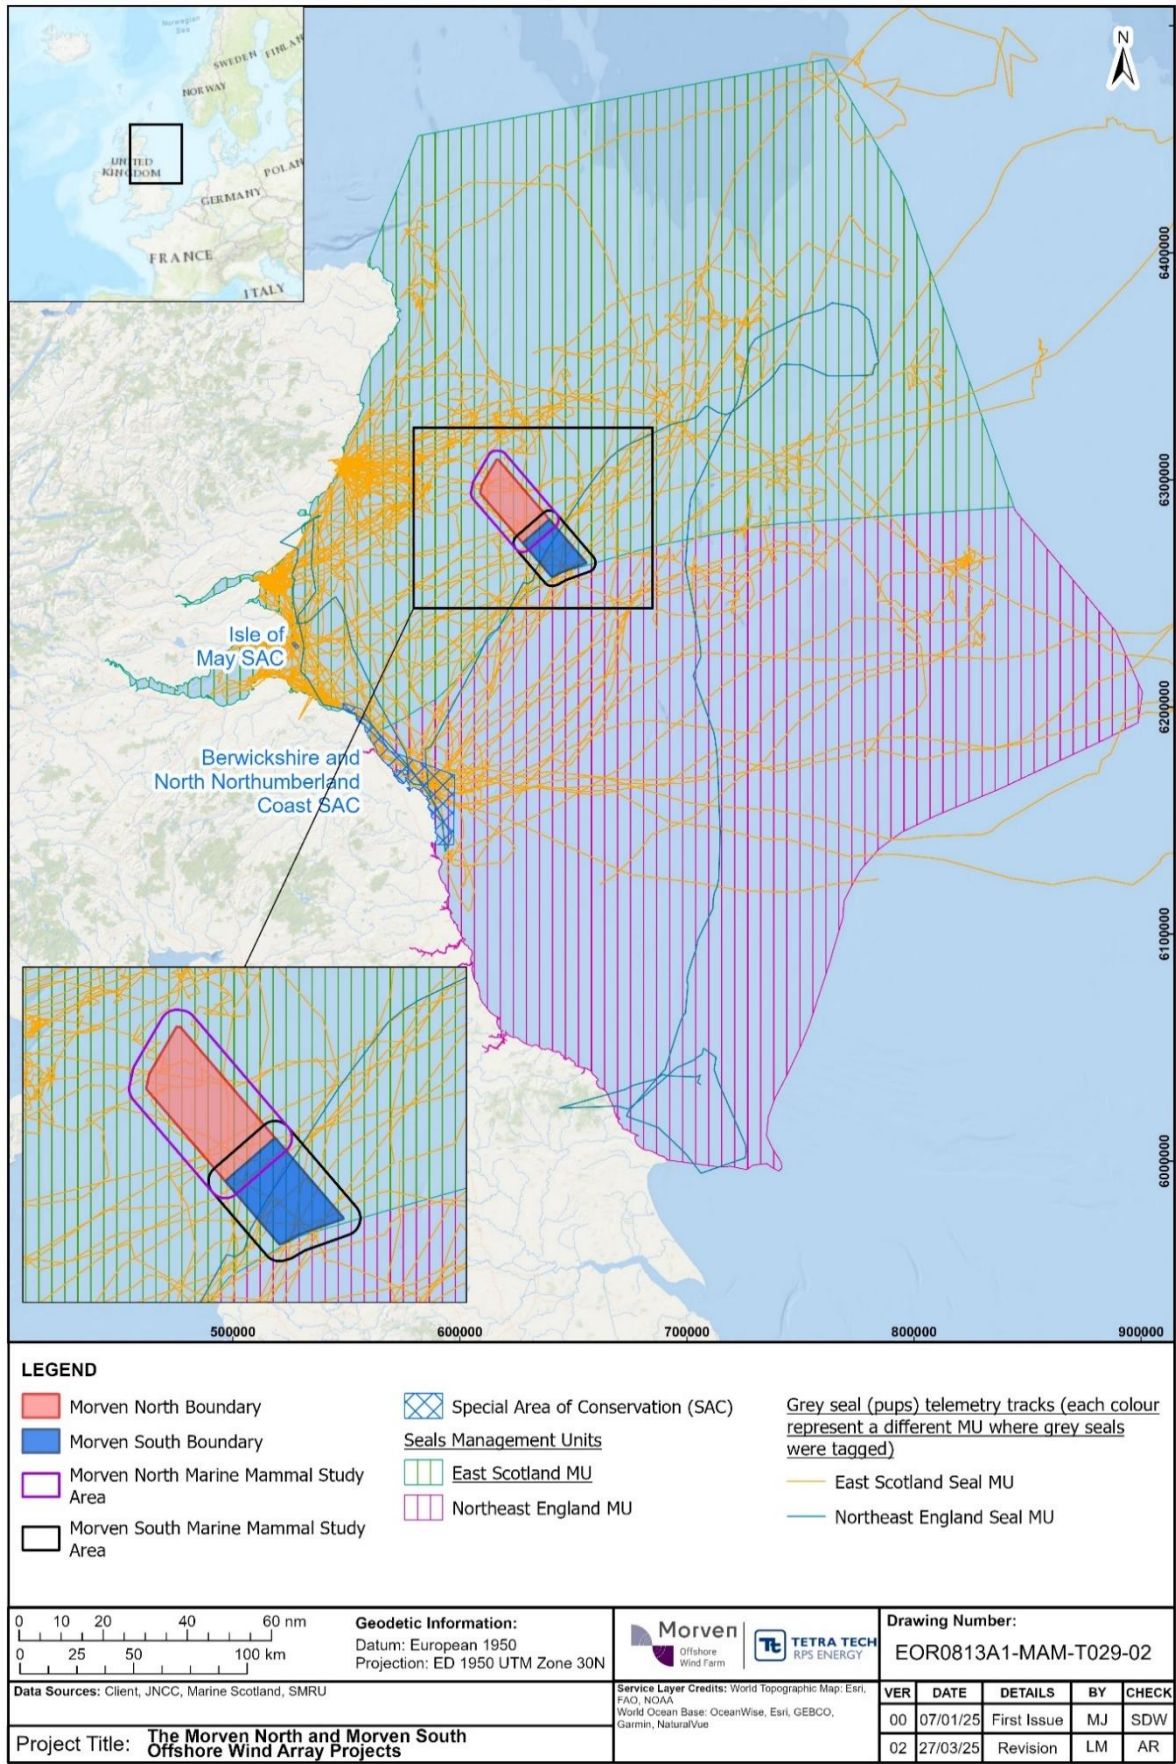 Norwegian
Sea
SWEDEN
FINLAN
NORWAY
UNITED
KINGDOM
POLAN
GERMANY
FRANCE
ITALY
N
6400000
6300000
Isle of
May SAC
6200000
Berwickshire and
North Northumberland
Coast SAC
6100000
6000000
500000 600000 700000 800000 900000
LEGEND
Morven North Boundary
Morven South Boundary
Morven North Marine Mammal Study
Area
Morven South Marine Mammal Study
Area
Special Area of Conservation (SAC)
Seals Management Units
East Scotland MU
Northeast England MU
Grey seal (pups) telemetry tracks (each colour
represent a different MU where grey seals
were tagged)
East Scotland Seal MU
Northeast England Seal MU
0 10 20 40 60 nm
0 25 50 100 km
Geodetic Information:
Datum: European 1950
Projection: ED 1950 UTM Zone 30N
Morven
Offshore
Wind Farm
Tt
TETRA TECH
RPS ENERGY
Drawing Number:
EOR0813A1-MAM-T029-02
Data Sources: Client, JNCC, Marine Scotland, SMRU
Service Layer Credits: World Topographic Map: Esri,
FAO, NOAA
World Ocean Base: OceanWise, Esri, GEBCO,
Garmin, NaturalVue
VER DATE DETAILS BY CHECK
00 07/01/25 First Issue MJ SDW
02 27/03/25 Revision LM AR
Project Title: The Morven North and Morven South
Offshore Wind Array Projects